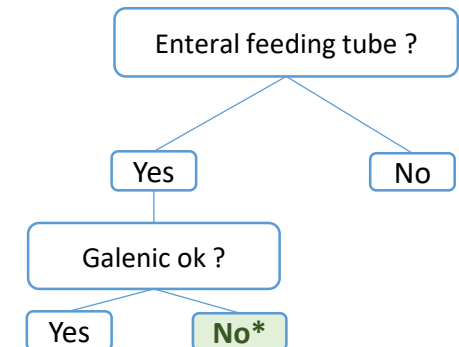 Enteral feeding tube ?
Yes
No
Galenic ok ?
Yes
No*